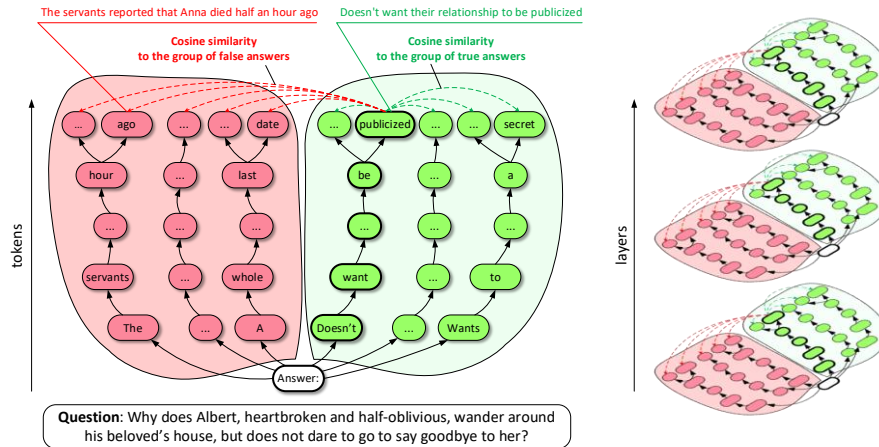 The servants reported that Anna died half an hour ago
Doesn't want their relationship to be publicized
Cosine similarity
to the group of false answers
Cosine similarity
to the group of true answers
... ago ... ... date ... publicized ... ... secret
hour ... last be ... a
... ... ... ... ... ...
servants ... whole want ... to
The ... A Doesn't ... Wants
Answer:
tokens
layers
Question: Why does Albert, heartbroken and half-oblivious, wander around
his beloved's house, but does not dare to go to say goodbye to her?